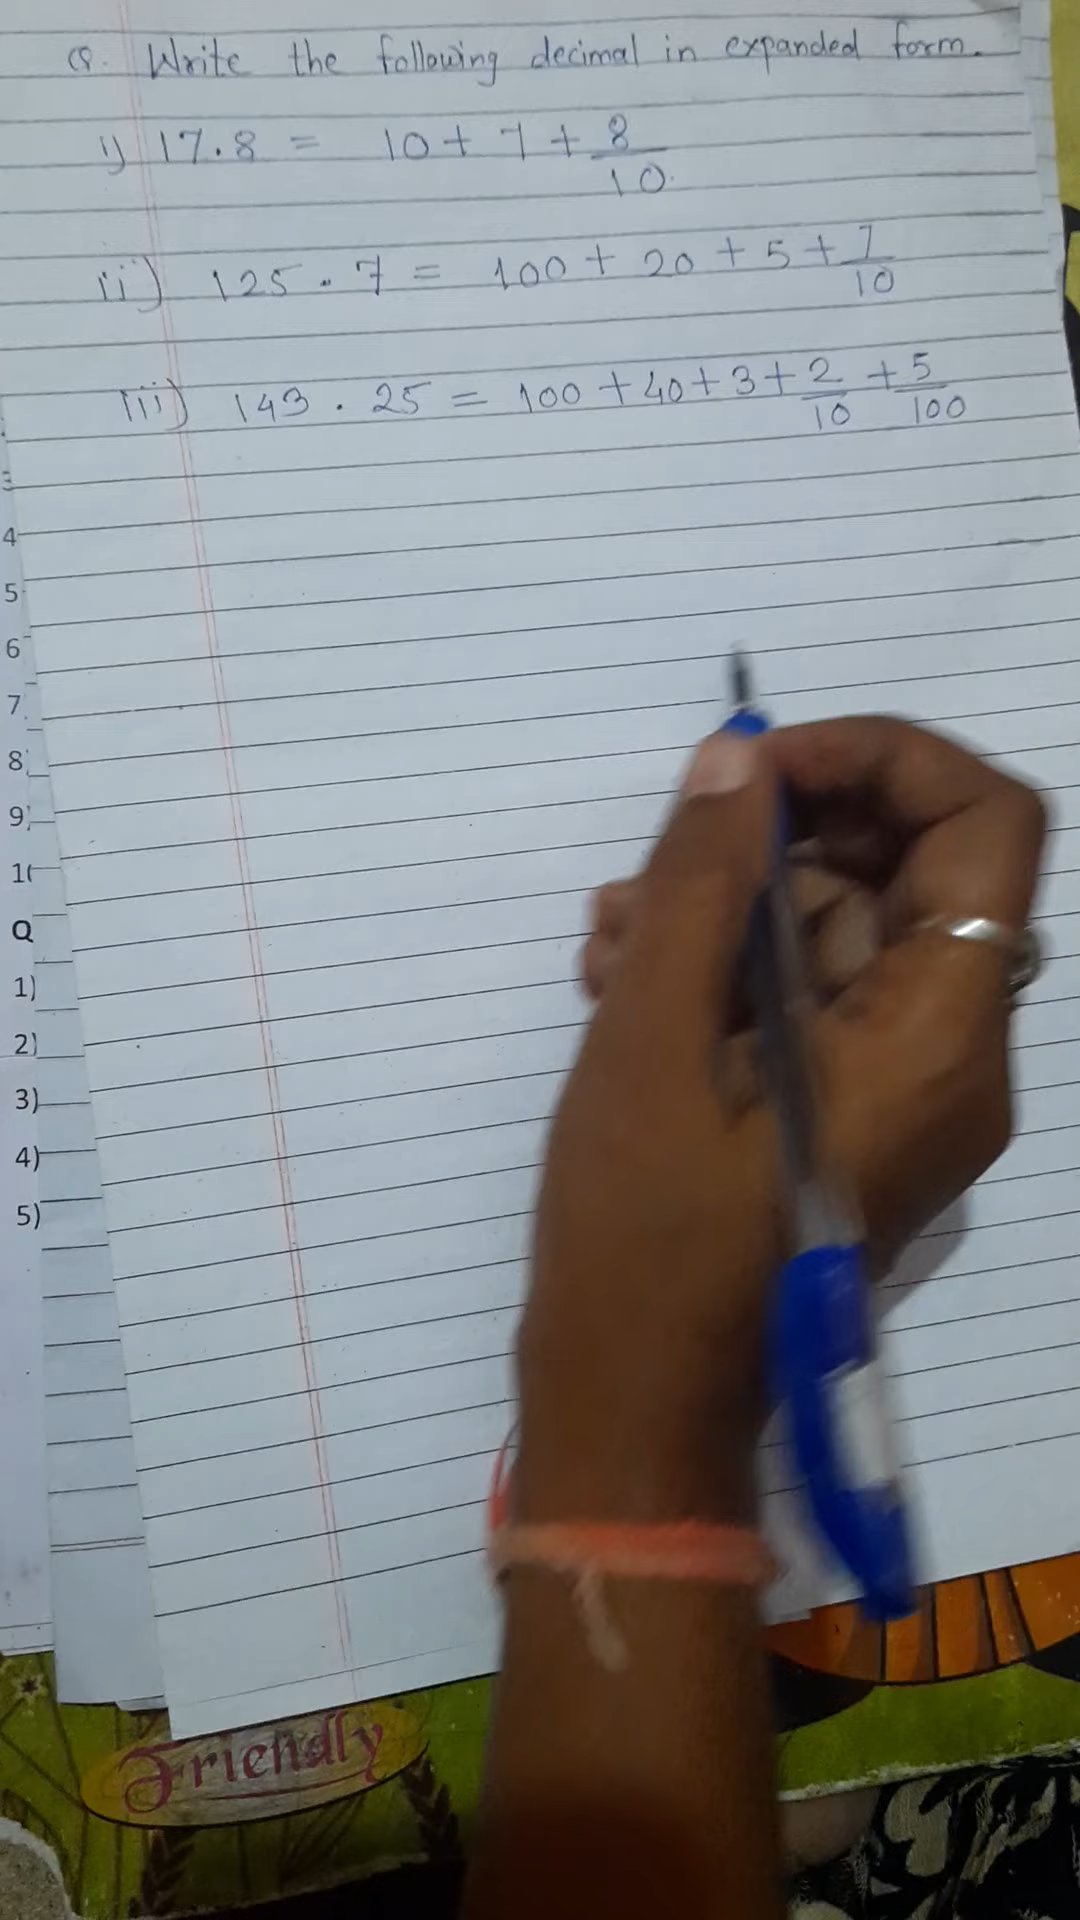 Q. Write the following decimal in expanded form.
i) 17.8 = 10 + 7 + 8/10.
ii) 125.7 = 100 + 20 + 5 + 7/10
iii) 143.25 = 100 + 40 + 3 + 2/10 + 5/100
4
5
6
7
8
9
Q
1)
2)
3)
4)
5)
Friendly